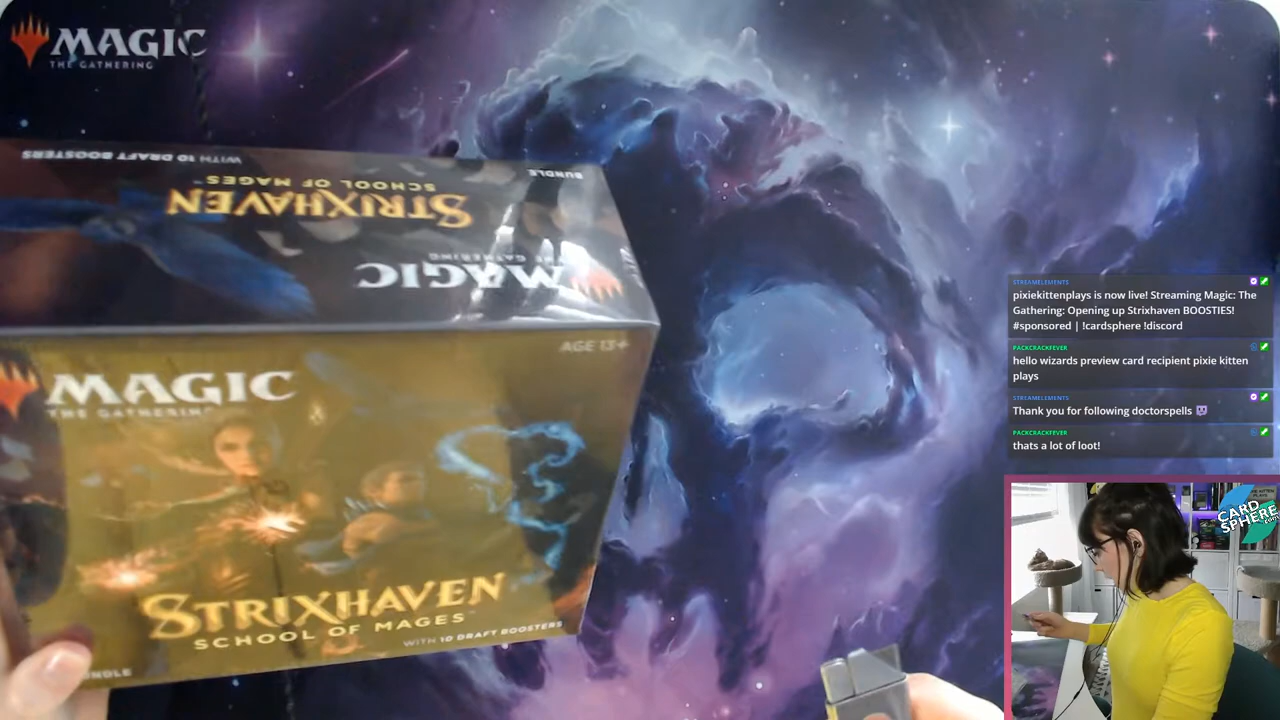 MAGIC
THE GATHERING
WITH 10 DRAFT BOOSTERS
BUNDLE
STRIXHAVEN
SCHOOL OF MAGES
MAGIC
THE GATHERING
AGE 13+
MAGIC
THE GATHERING
STRIXHAVEN
SCHOOL OF MAGES
WITH 10 DRAFT BOOSTERS
BUNDLE
STREAMELEMENTS
pixiekittenplays is now live! Streaming Magic: The
Gathering: Opening up Strixhaven BOOSTIES!
#sponsored | !cardsphere !discord
PACKCRACKFEVER
hello wizards preview card recipient pixie kitten
plays
STREAMELEMENTS
Thank you for following doctorspells
PACKCRACKFEVER
thats a lot of loot!
CARD
SPHERE
.com